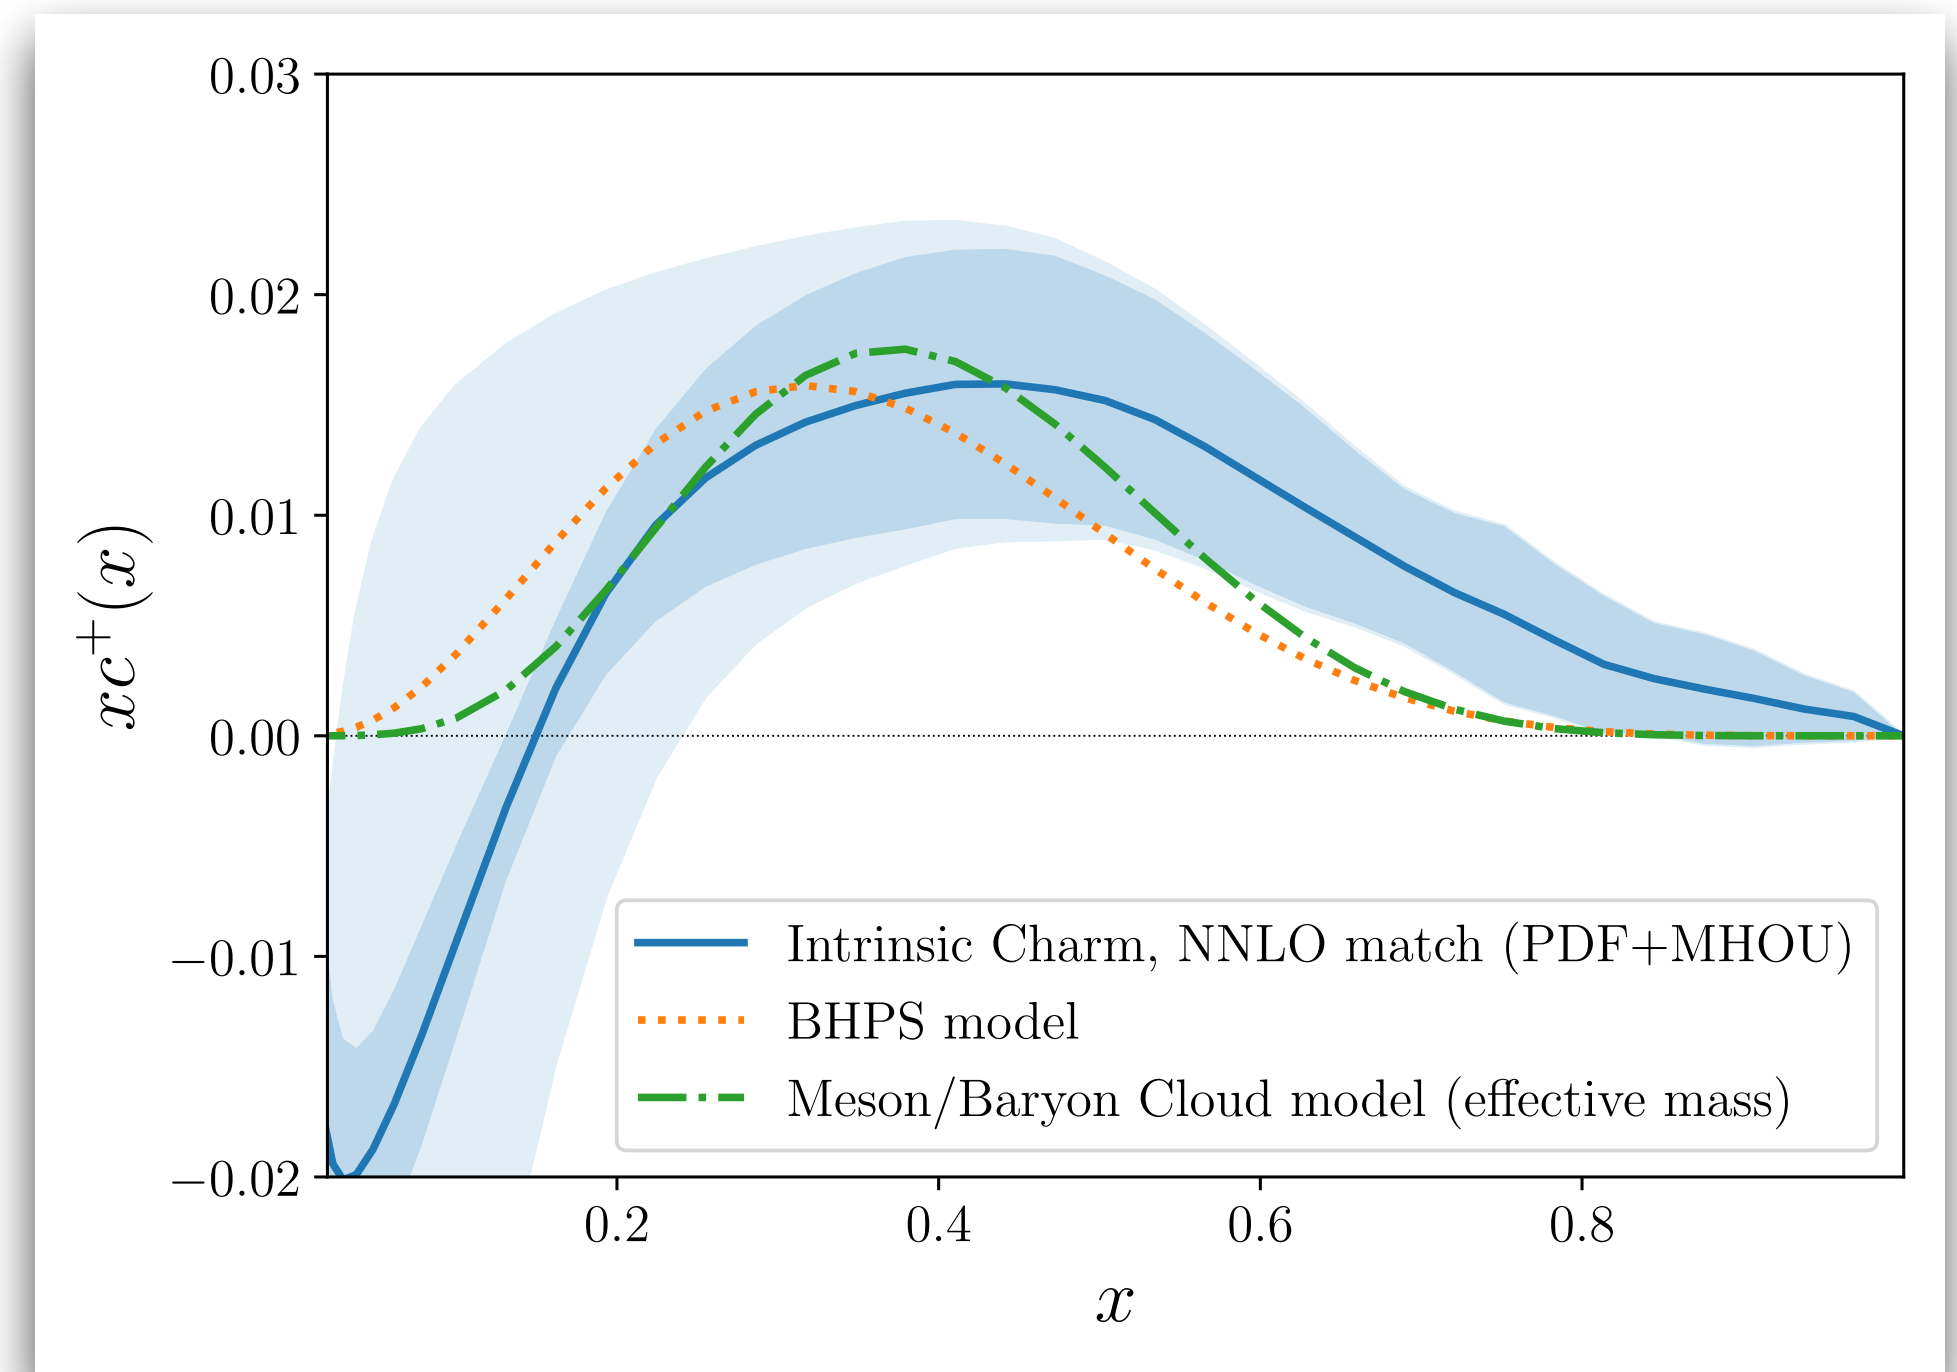 0.03
0.02
0.01
0.00
−0.01
−0.02
xc⁺(x)
Intrinsic Charm, NNLO match (PDF+MHOU)
BHPS model
Meson/Baryon Cloud model (effective mass)
0.2 0.4 0.6 0.8
x